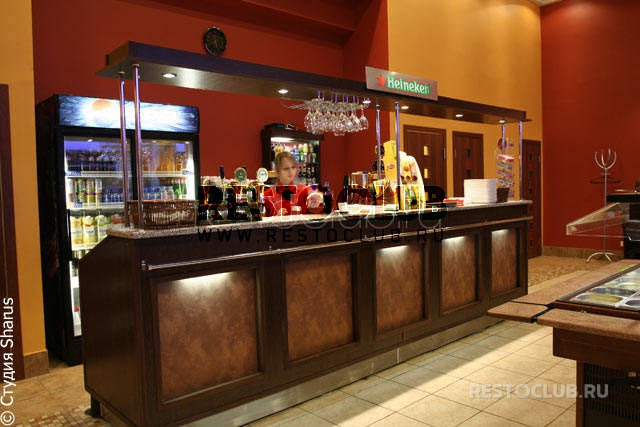 Heineken
RESTOCLUB
WWW.RESTOCLUB.RU
RESTOCLUB.RU
© Студия Sharus